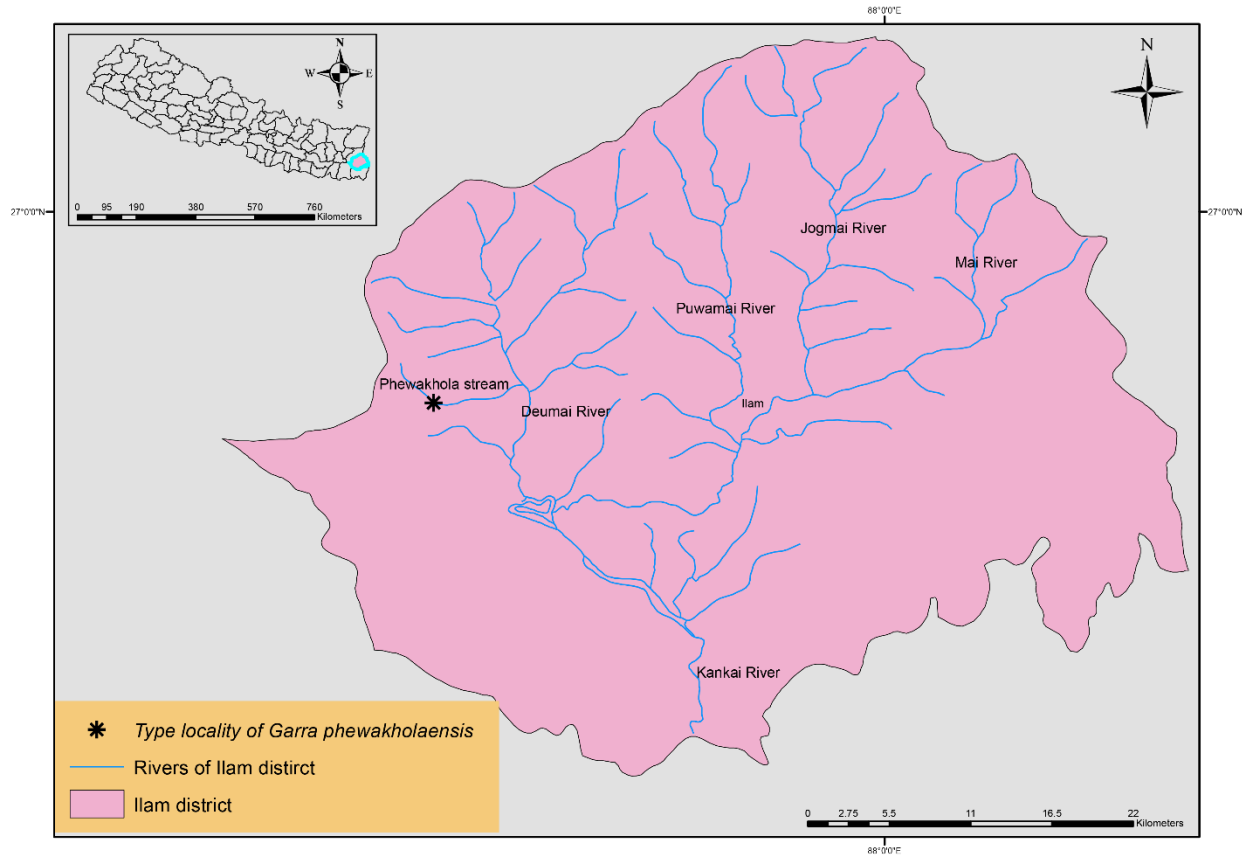 88°0'0"E
N
W
E
S
0 95 190 380 570 760
Kilometers
N
27°0'0"N
27°0'0"N
Jogmai River
Mai River
Puwamai River
Phewakhola stream
Ilam
Deumai River
Kankai River
Type locality of Garra phewakholaensis
Rivers of Ilam distirct
Ilam district
0 2.75 5.5 11 16.5 22
Kilometers
88°0'0"E